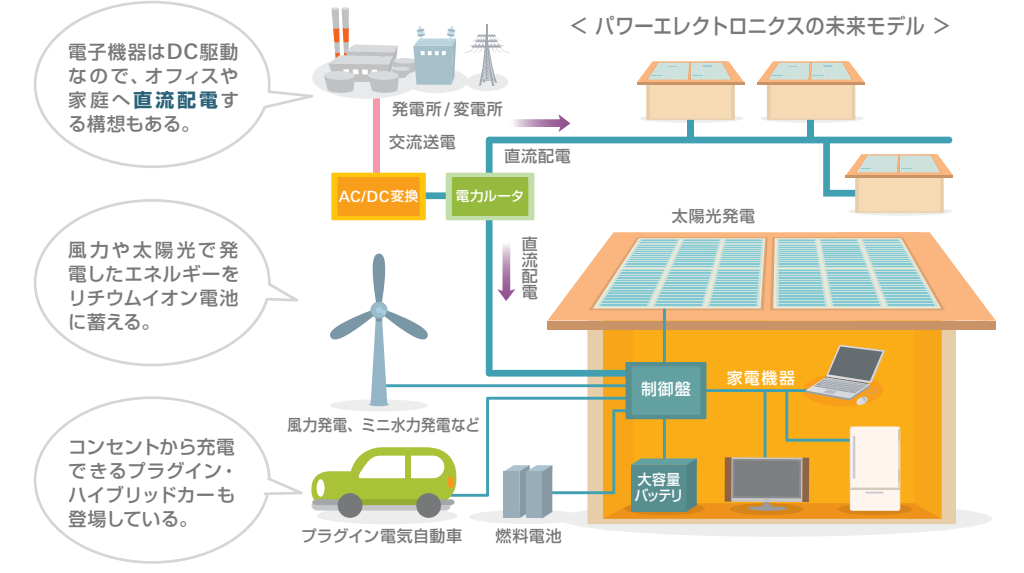 ＜ パワーエレクトロニクスの未来モデル ＞
電子機器はDC駆動
なので、オフィスや
家庭へ直流配電す
る構想もある。
発電所/変電所
交流送電
直流配電
AC/DC変換
電力ルータ
太陽光発電
直流配電
風力や太陽光で発
電したエネルギーを
リチウムイオン電池
に蓄える。
制御盤
家電機器
風力発電、ミニ水力発電など
コンセントから充電
できるプラグイン・
ハイブリッドカーも
登場している。
大容量
バッテリ
プラグイン電気自動車
燃料電池